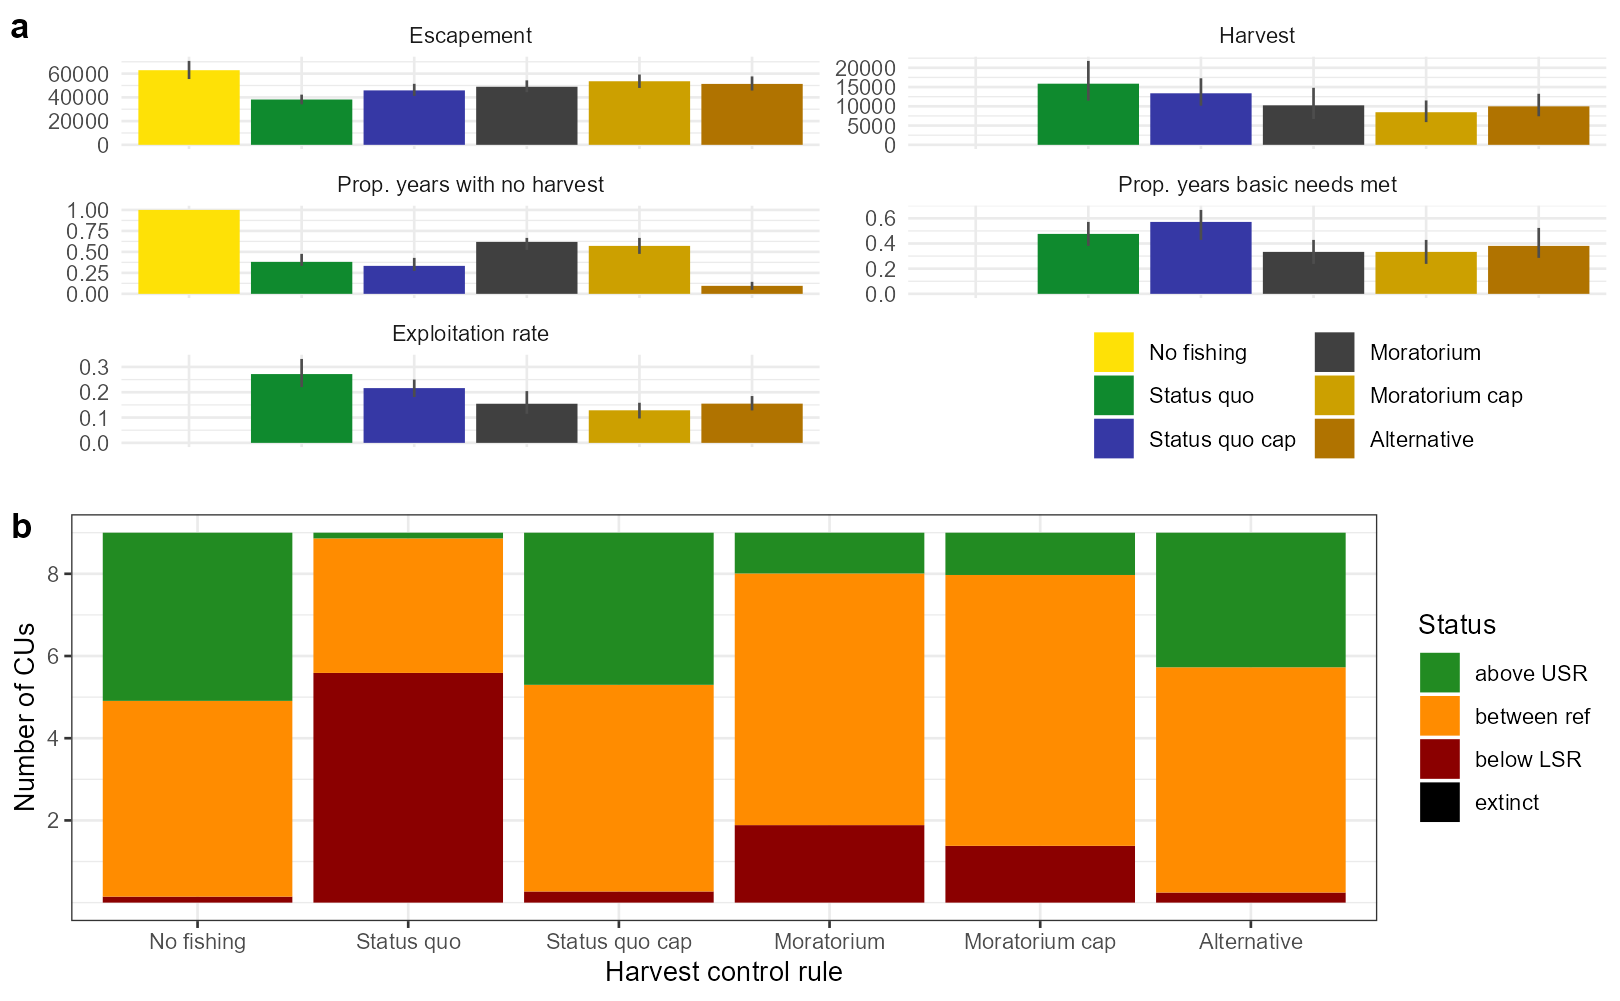 a
Escapement
60000
40000
20000
0
Harvest
20000
15000
10000
5000
0
Prop. years with no harvest
1.00
0.75
0.50
0.25
0.00
Prop. years basic needs met
0.6
0.4
0.2
0.0
Exploitation rate
0.3
0.2
0.1
0.0
No fishing
Status quo
Status quo cap
Moratorium
Moratorium cap
Alternative
b
Number of CUs
8
6
4
2
No fishing
Status quo
Status quo cap
Moratorium
Moratorium cap
Alternative
Harvest control rule
Status
above USR
between ref
below LSR
extinct